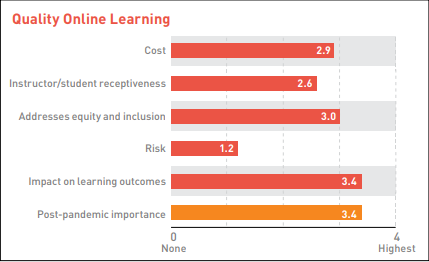 Quality Online Learning
Cost 2.9
Instructor/student receptiveness 2.6
Addresses equity and inclusion 3.0
Risk 1.2
Impact on learning outcomes 3.4
Post-pandemic importance 3.4
0 4
None Highest